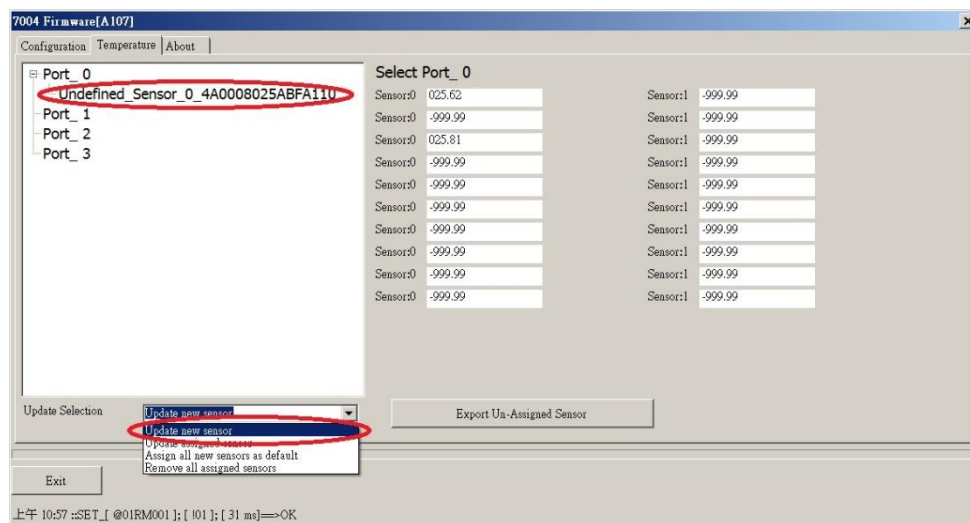 7004 Firmware[A107]
Configuration Temperature About
Port_ 0
Undefined_Sensor_0_4A0008025ABFA110
Port_ 1
Port_ 2
Port_ 3
Select Port_ 0
Sensor:0 025.62 Sensor:1 -999.99
Sensor:0 -999.99 Sensor:1 -999.99
Sensor:0 025.81 Sensor:1 -999.99
Sensor:0 -999.99 Sensor:1 -999.99
Sensor:0 -999.99 Sensor:1 -999.99
Sensor:0 -999.99 Sensor:1 -999.99
Sensor:0 -999.99 Sensor:1 -999.99
Sensor:0 -999.99 Sensor:1 -999.99
Sensor:0 -999.99 Sensor:1 -999.99
Sensor:0 -999.99 Sensor:1 -999.99
Update Selection Update new sensor Export Un-Assigned Sensor
Update new sensor
Update assigned sensor
Assign all new sensors as default
Remove all assigned sensors
Exit
上午 10:57 ::SET_[ @01RM001 ]; [ !01 ]; [ 31 ms]==>OK